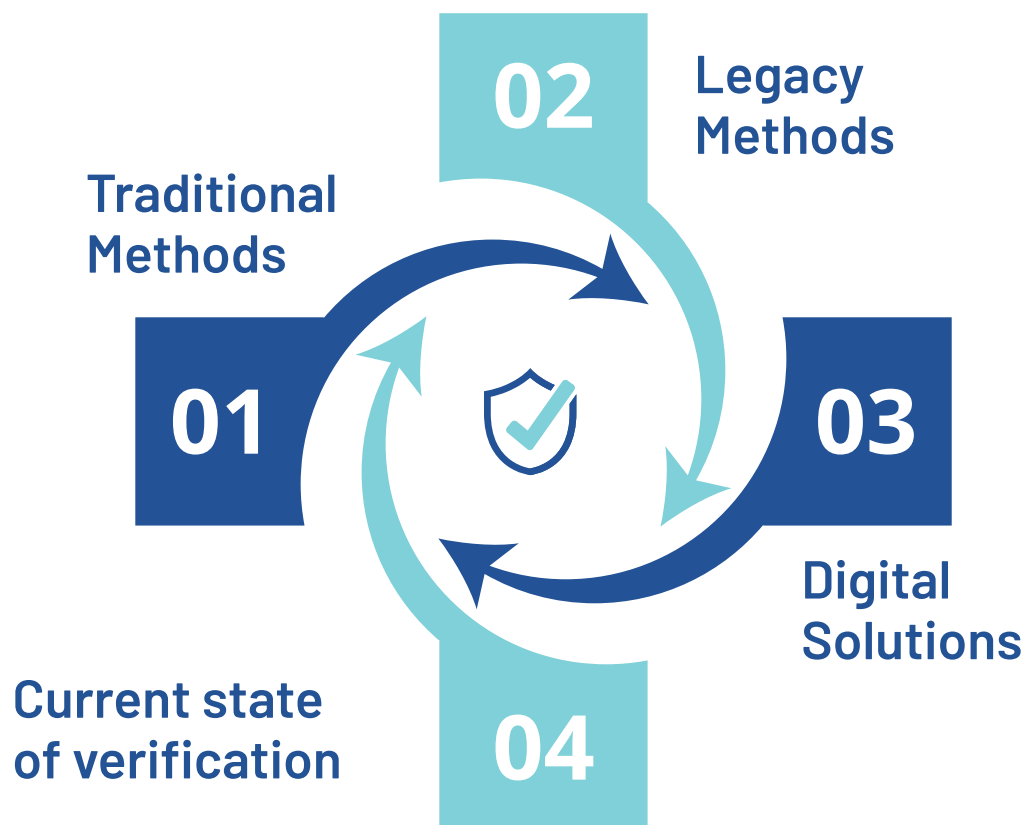 01
Traditional
Methods
02
Legacy
Methods
03
Digital
Solutions
04
Current state
of verification